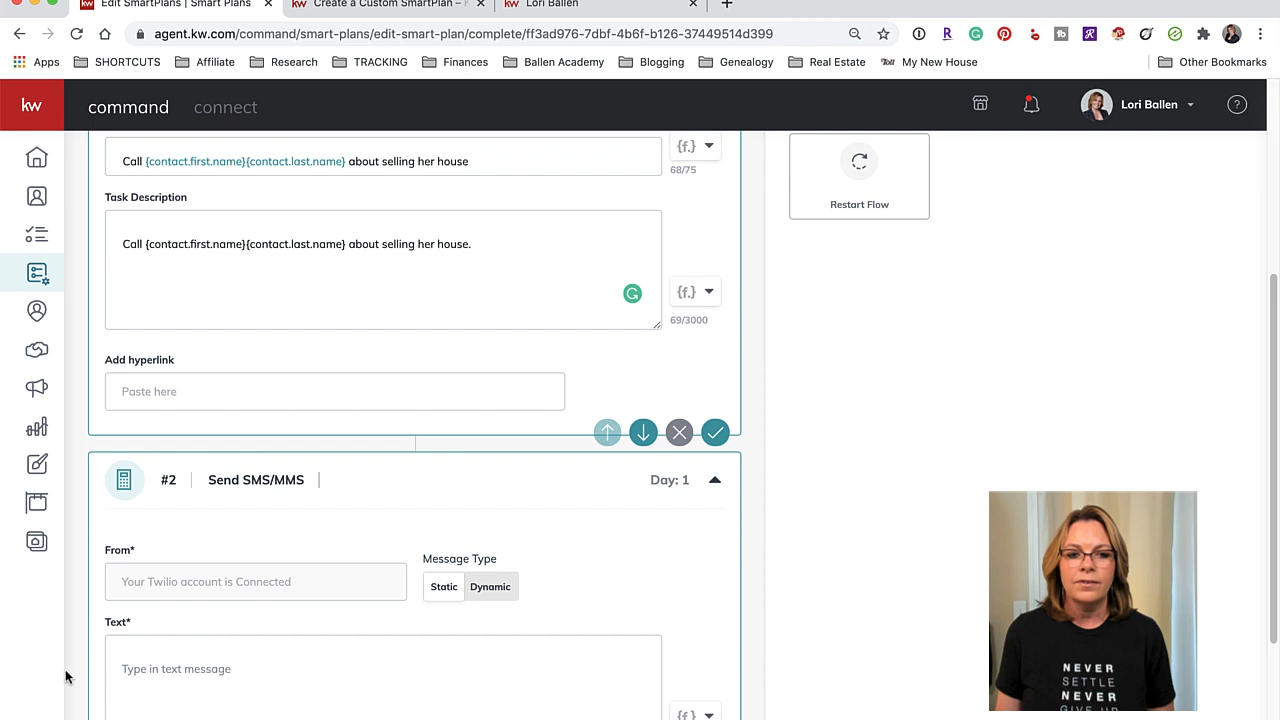 Edit SmartPlans | Smart Plans
Create a Custom SmartPlan –
Lori Ballen
agent.kw.com/command/smart-plans/edit-smart-plan/complete/ff3ad976-7dbf-4b6f-b126-37449514d399
Apps SHORTCUTS Affiliate Research TRACKING Finances Ballen Academy Blogging Genealogy Real Estate My New House Other Bookmarks
kw command connect Lori Ballen
Call {contact.first.name}{contact.last.name} about selling her house
{f.}
68/75
Restart Flow
Task Description
Call {contact.first.name}{contact.last.name} about selling her house.
{f.}
69/3000
Add hyperlink
Paste here
#2 Send SMS/MMS Day: 1
From*
Message Type
Your Twilio account is Connected
Static Dynamic
Text*
Type in text message
{f.}
NEVER
SETTLE
NEVER
GIVE UP